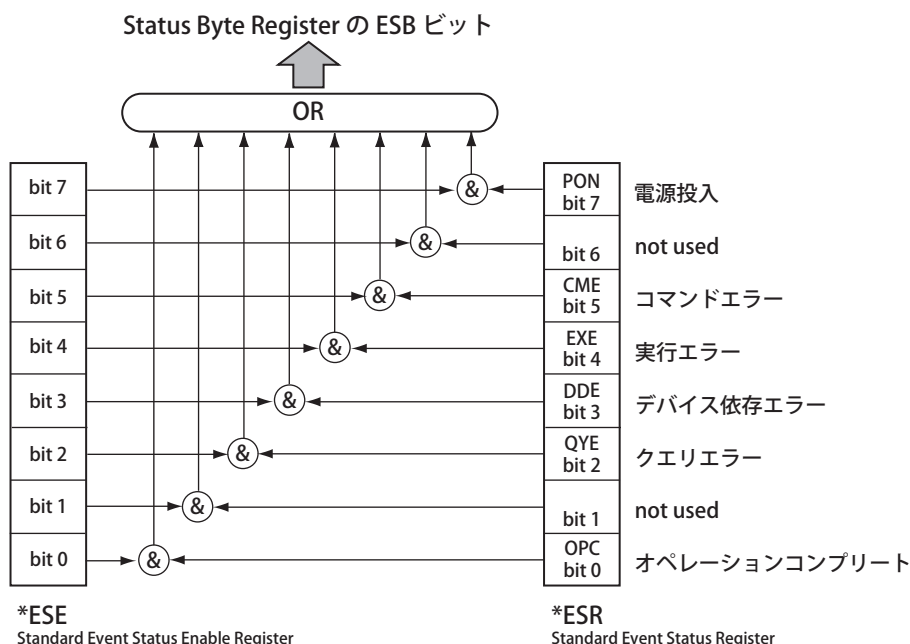 Status Byte Register の ESB ビット
OR
bit 7
&
PON
bit 7
電源投入
bit 6
&
bit 6
not used
bit 5
&
CME
bit 5
コマンドエラー
bit 4
&
EXE
bit 4
実行エラー
bit 3
&
DDE
bit 3
デバイス依存エラー
bit 2
&
QYE
bit 2
クエリエラー
bit 1
&
bit 1
not used
bit 0
&
OPC
bit 0
オペレーションコンプリート
*ESE
Standard Event Status Enable Register
*ESR
Standard Event Status Register